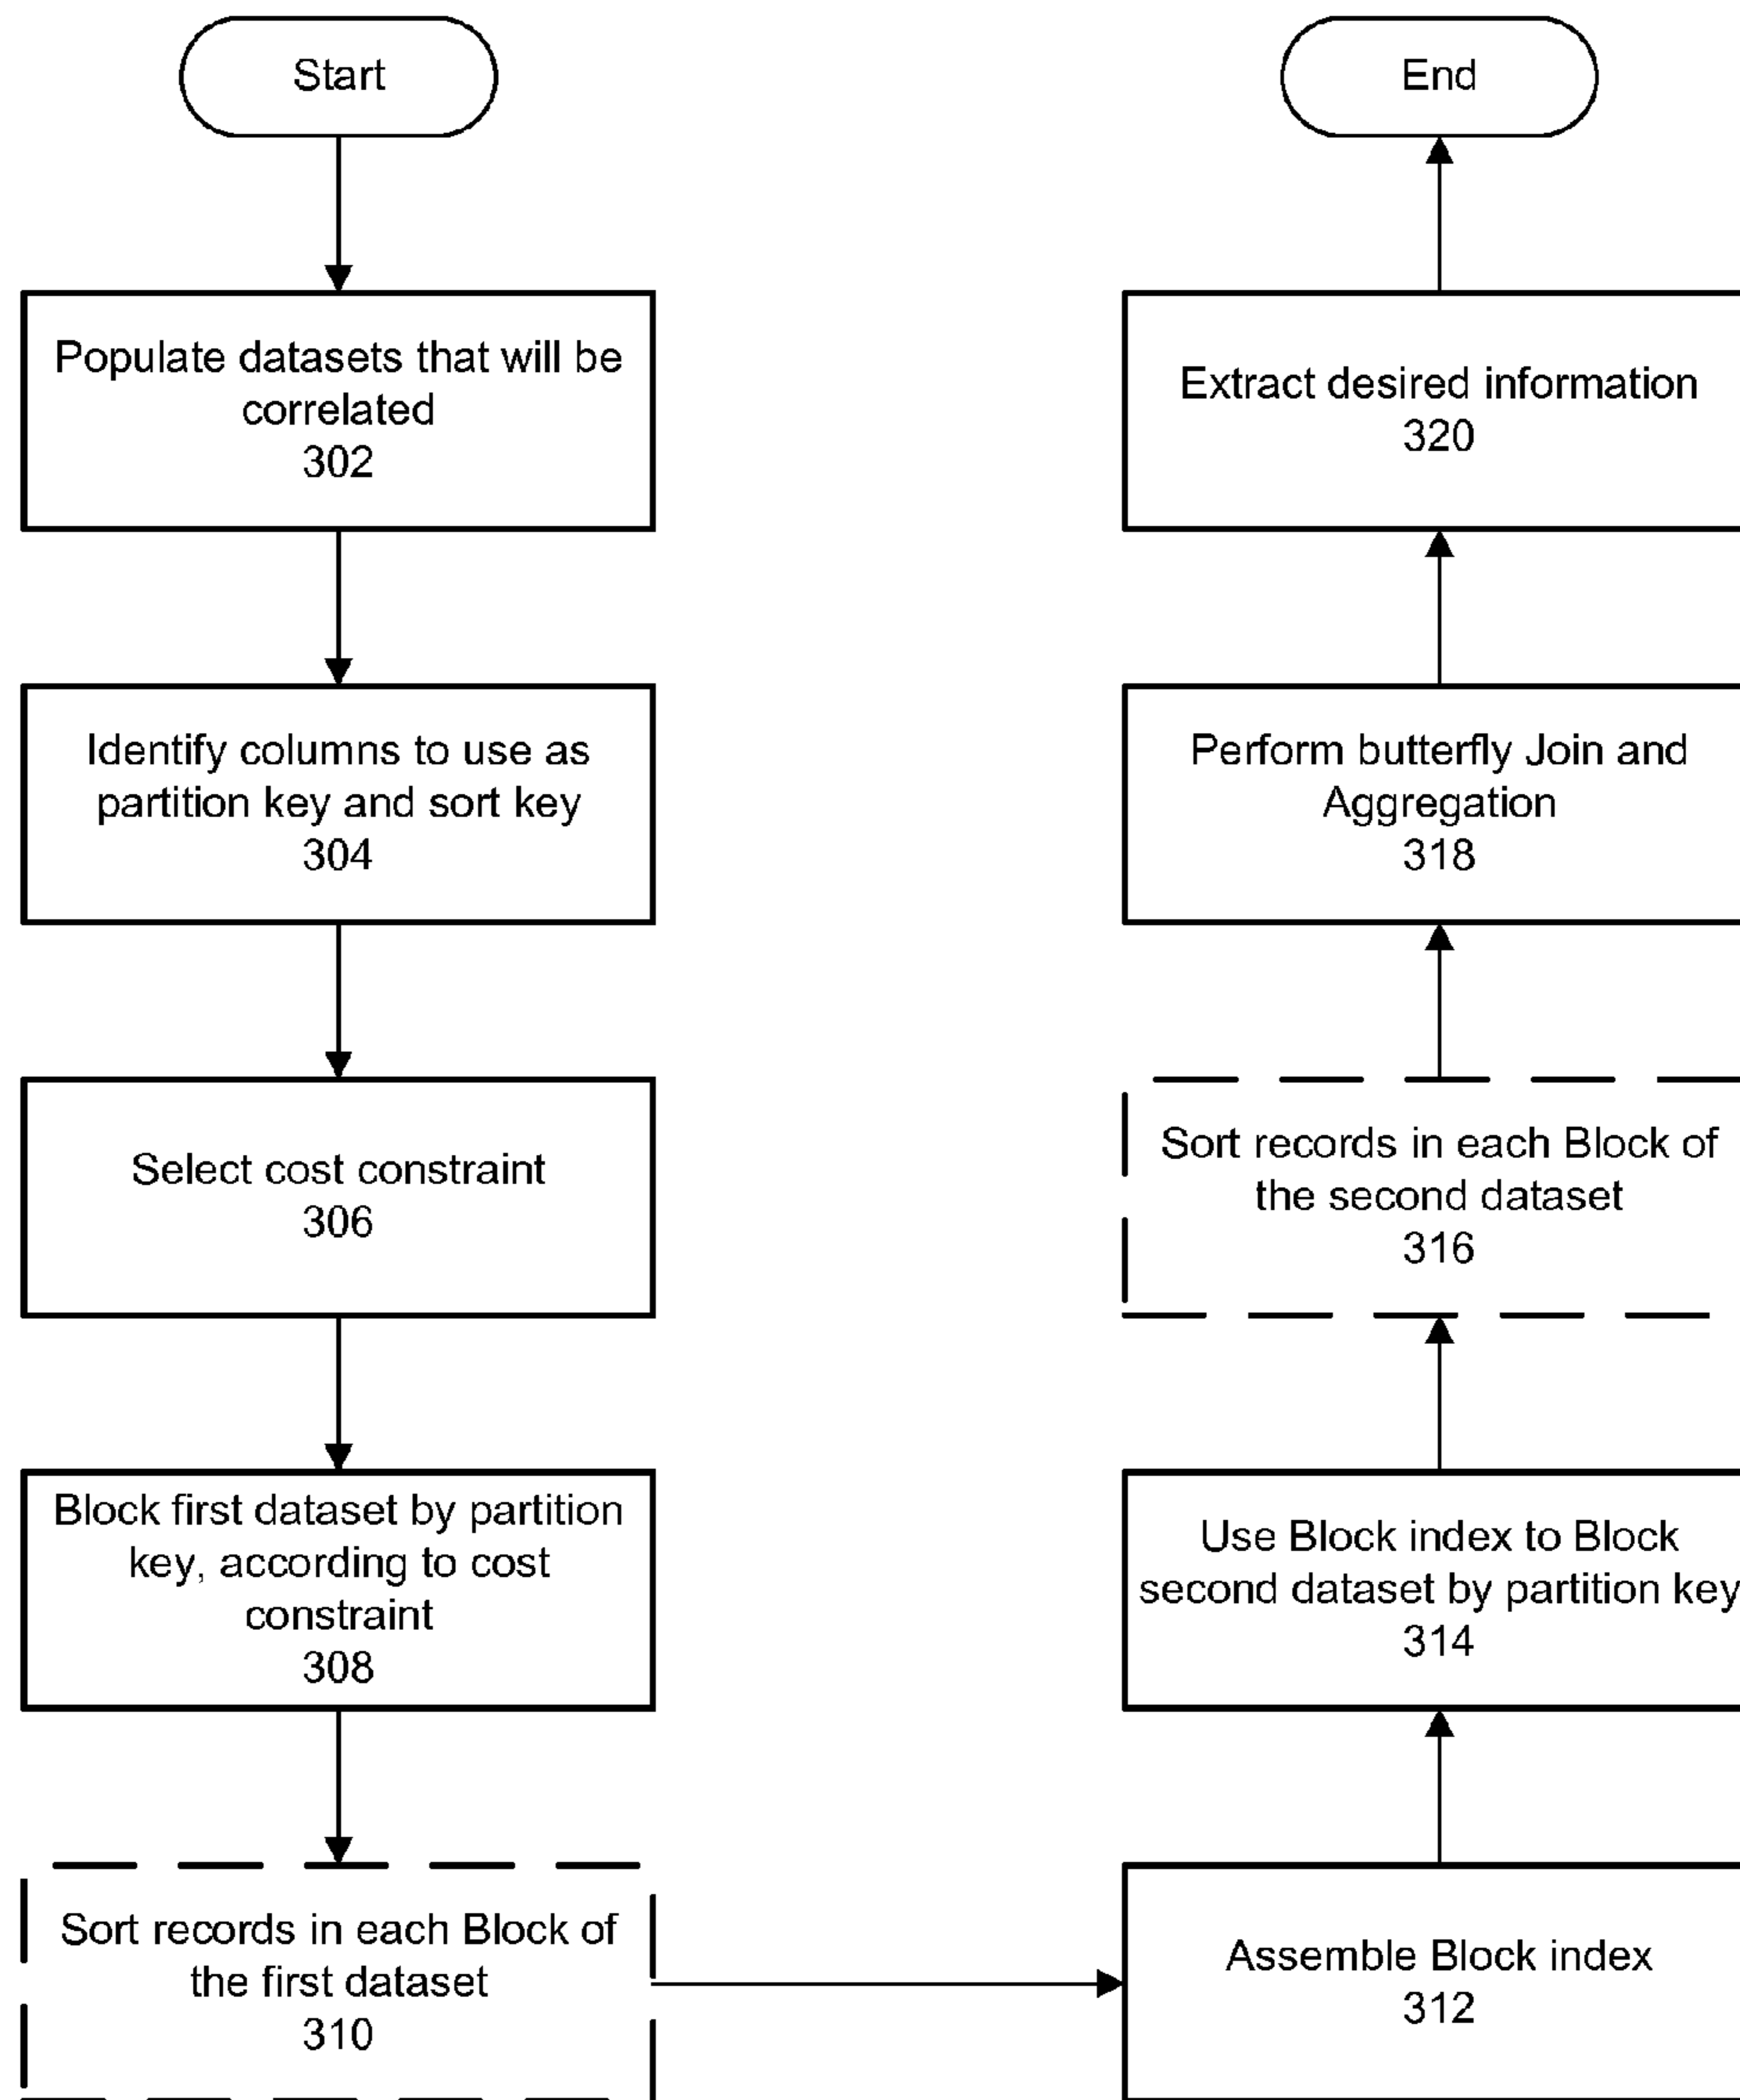 Start
Populate datasets that will be
correlated
302
Identify columns to use as
partition key and sort key
304
Select cost constraint
306
Block first dataset by partition
key, according to cost
constraint
308
Sort records in each Block of
the first dataset
310
Assemble Block index
312
Use Block index to Block
second dataset by partition key
314
Sort records in each Block of
the second dataset
316
Perform butterfly Join and
Aggregation
318
Extract desired information
320
End